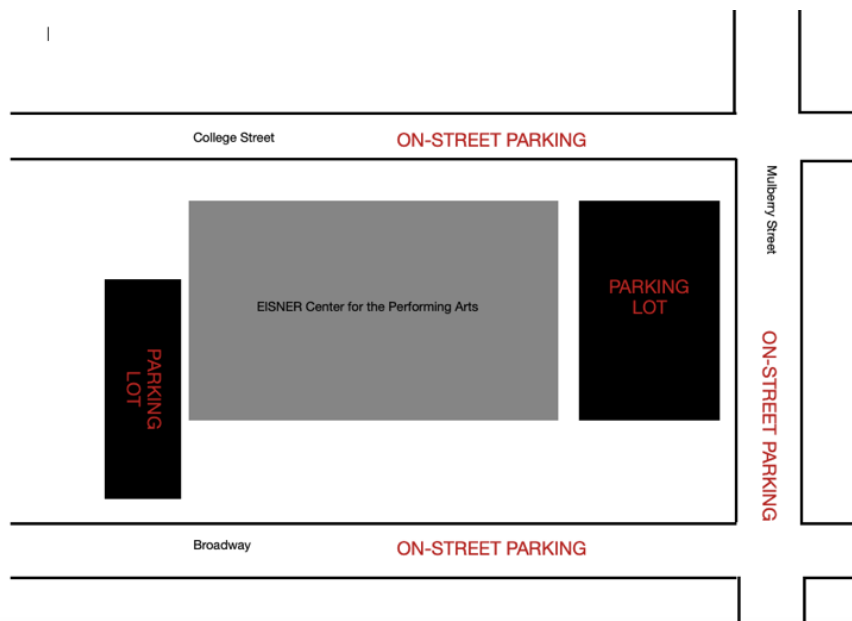 College Street
ON-STREET PARKING
Mulberry Street
EISNER Center for the Performing Arts
PARKING
LOT
PARKING
LOT
ON-STREET PARKING
Broadway
ON-STREET PARKING